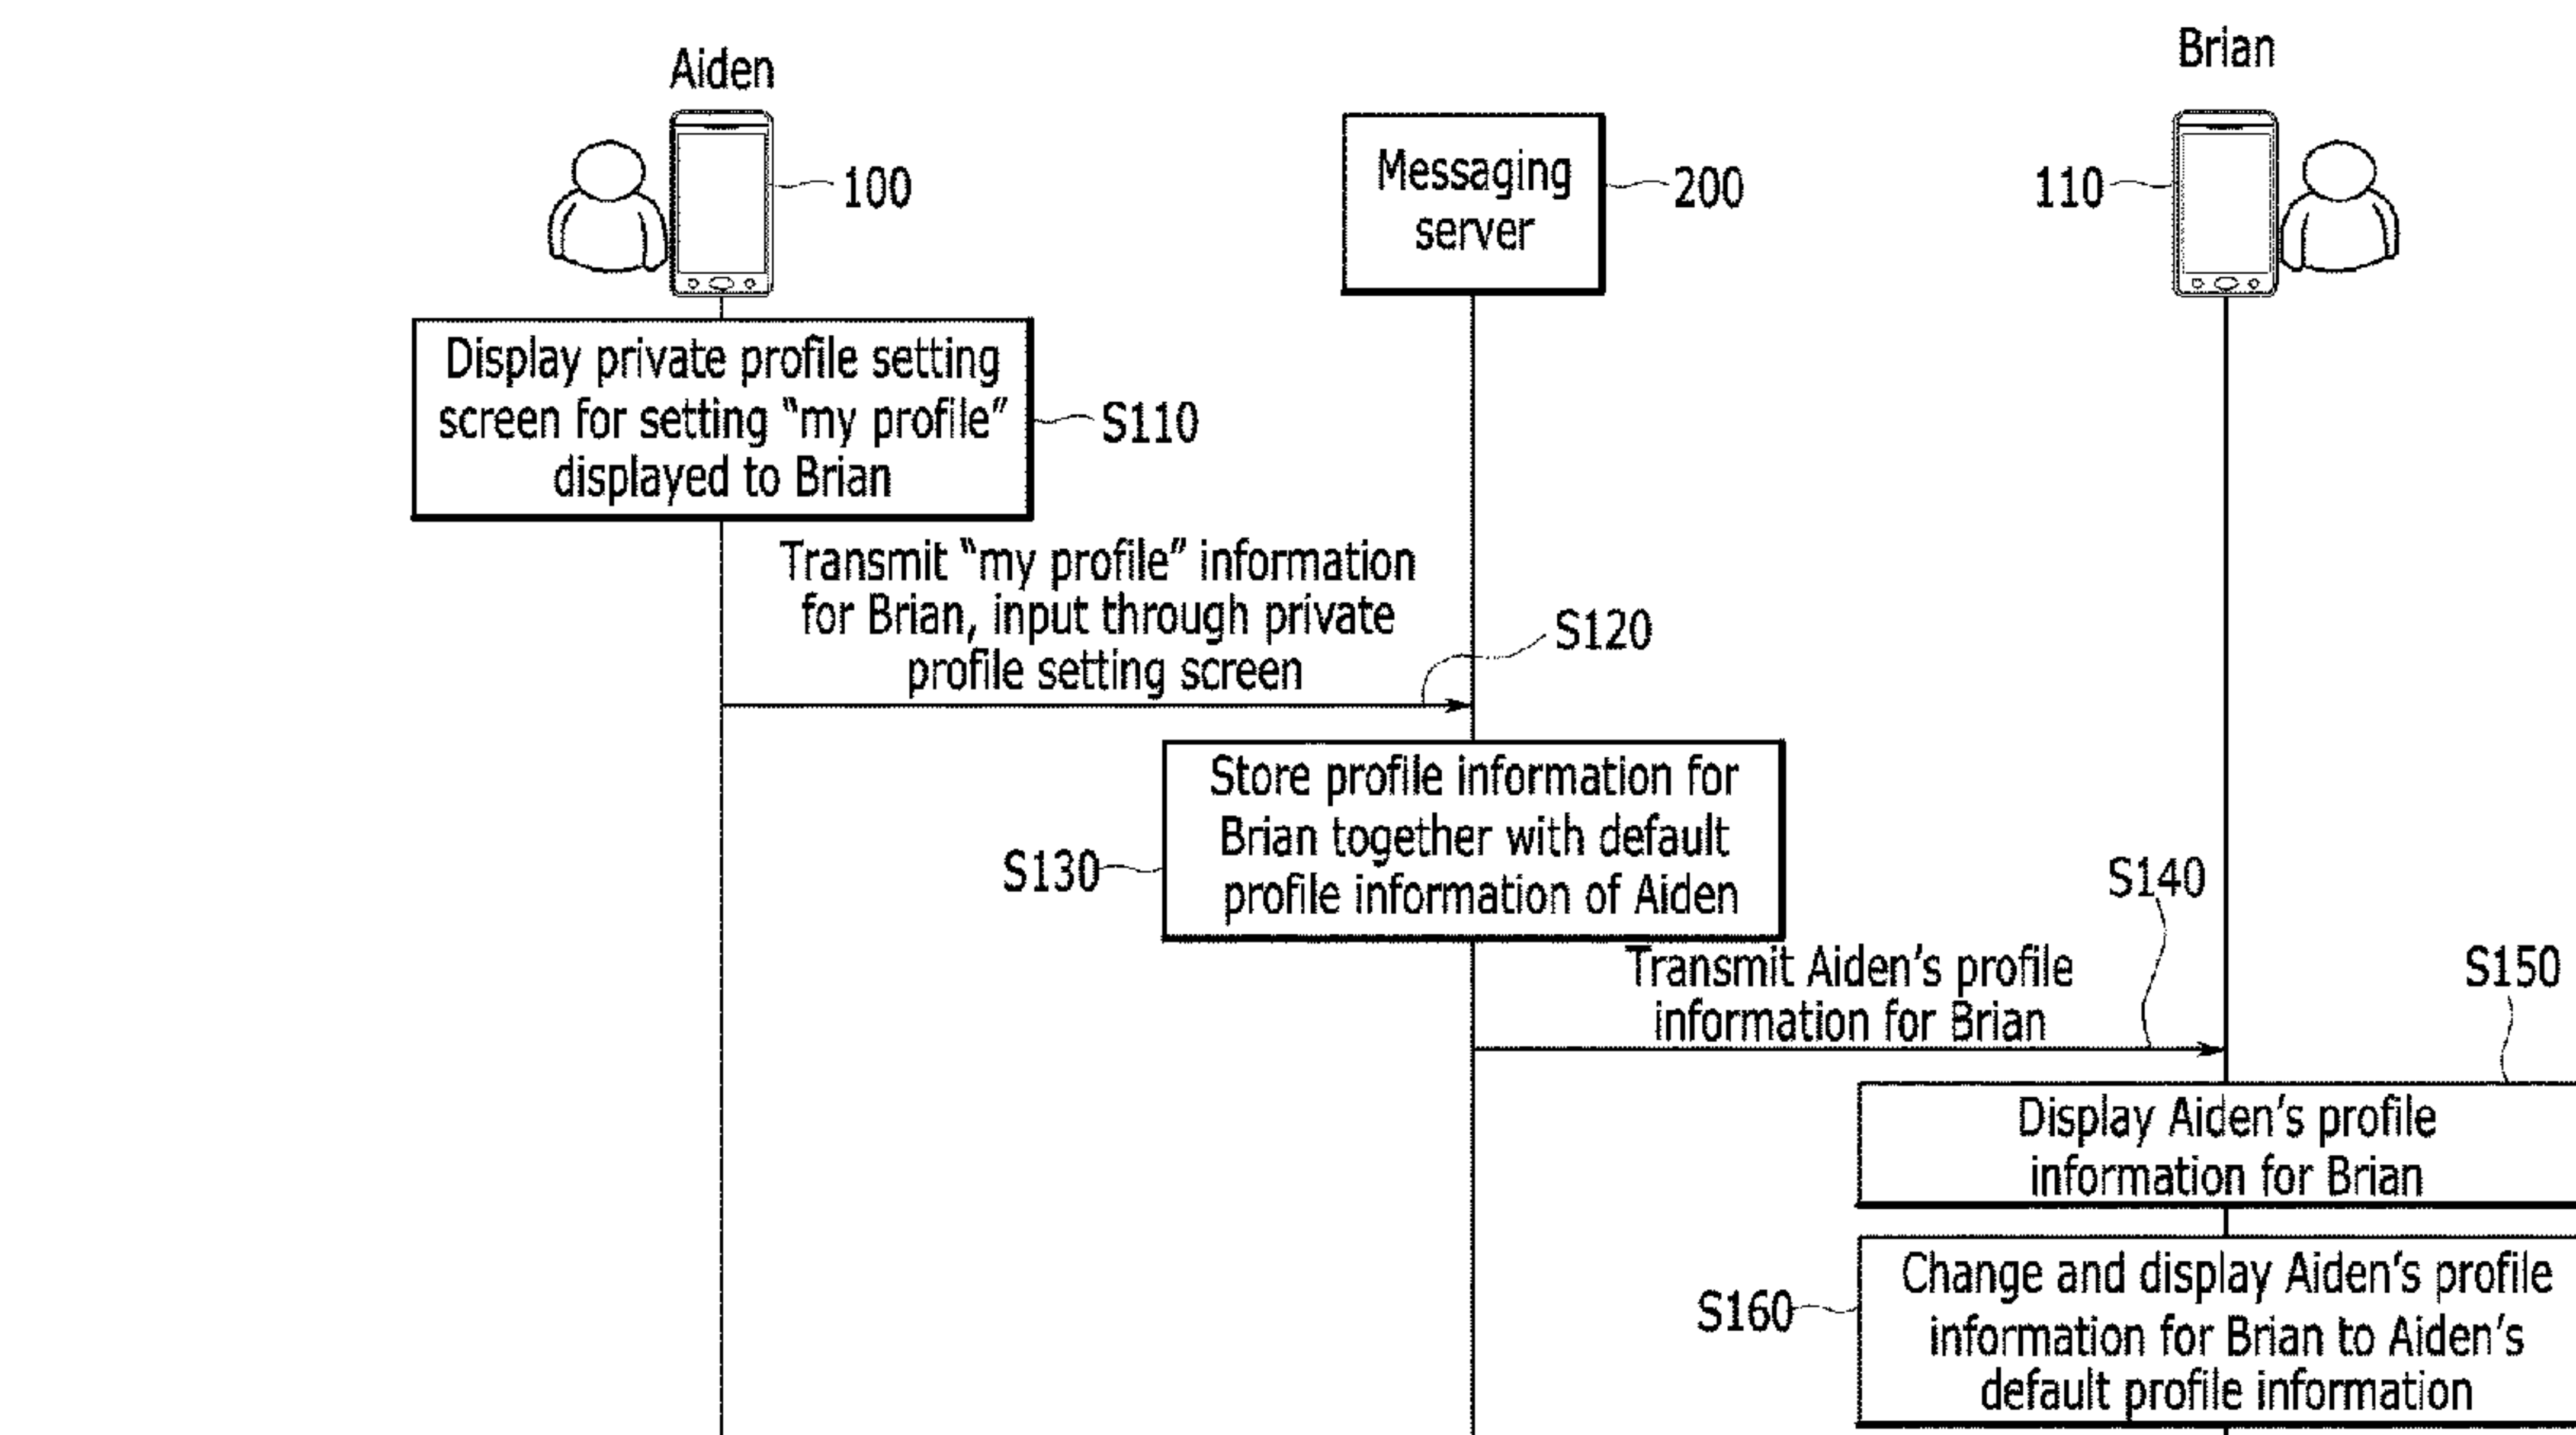 Aiden
Brian
100
Messaging
server
200
110
Display private profile setting
screen for setting “my profile”
displayed to Brian
S110
Transmit “my profile” information
for Brian, input through private
profile setting screen
S120
Store profile information for
Brian together with default
profile information of Aiden
S130
S140
Transmit Aiden’s profile
information for Brian
S150
Display Aiden’s profile
information for Brian
Change and display Aiden’s profile
information for Brian to Aiden’s
default profile information
S160